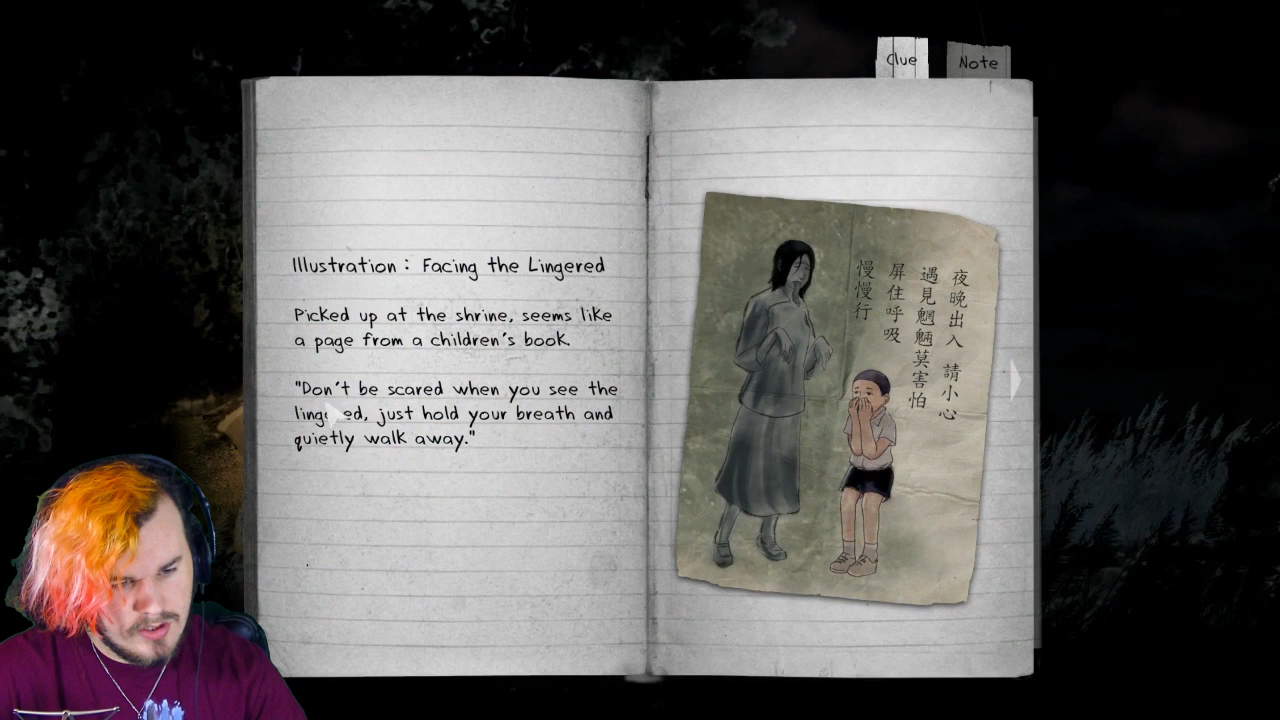 Clue
Note
Illustration : Facing the Lingered
Picked up at the shrine, seems like
a page from a children's book.
"Don't be scared when you see the
lingered, just hold your breath and
quietly walk away."
夜晚出入 請小心
遇見魍魎莫害怕
屏住呼吸
慢慢行